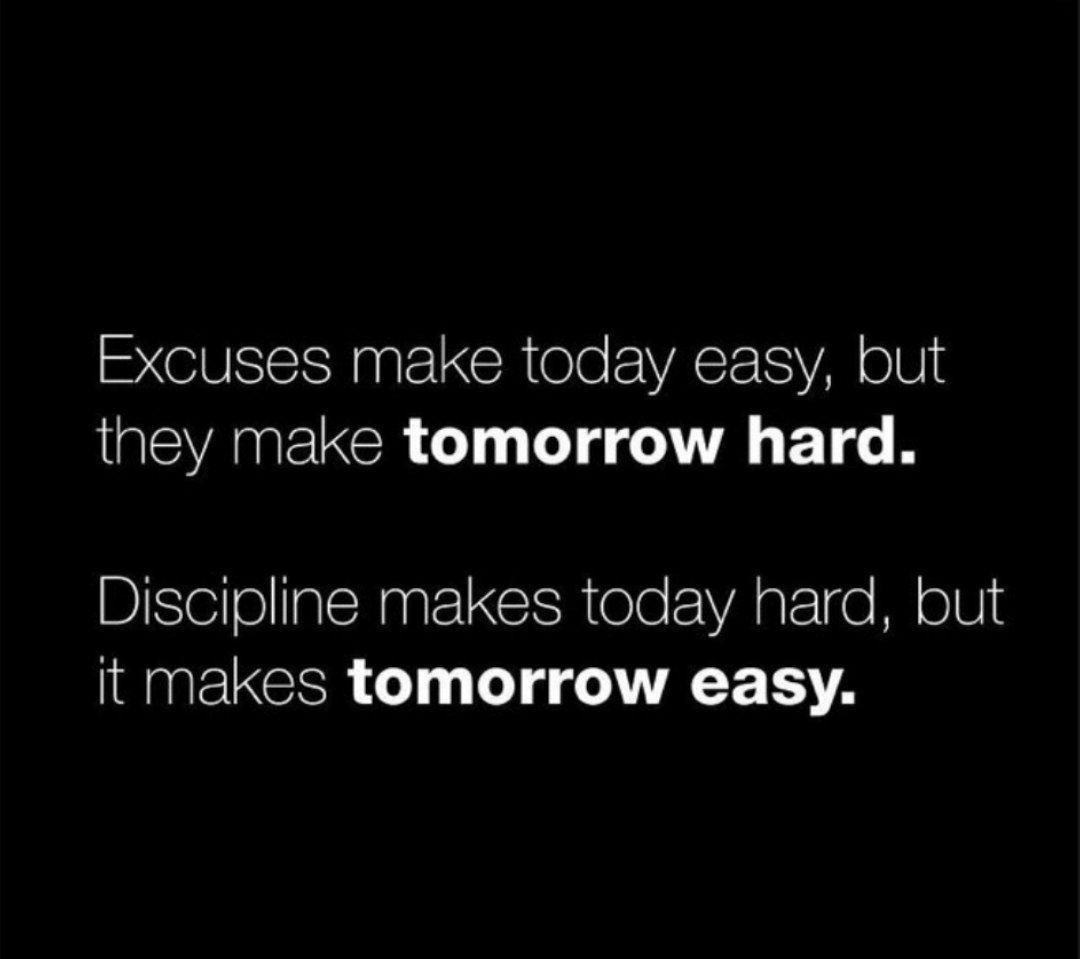 Excuses make today easy, but
they make tomorrow hard.
Discipline makes today hard, but
it makes tomorrow easy.